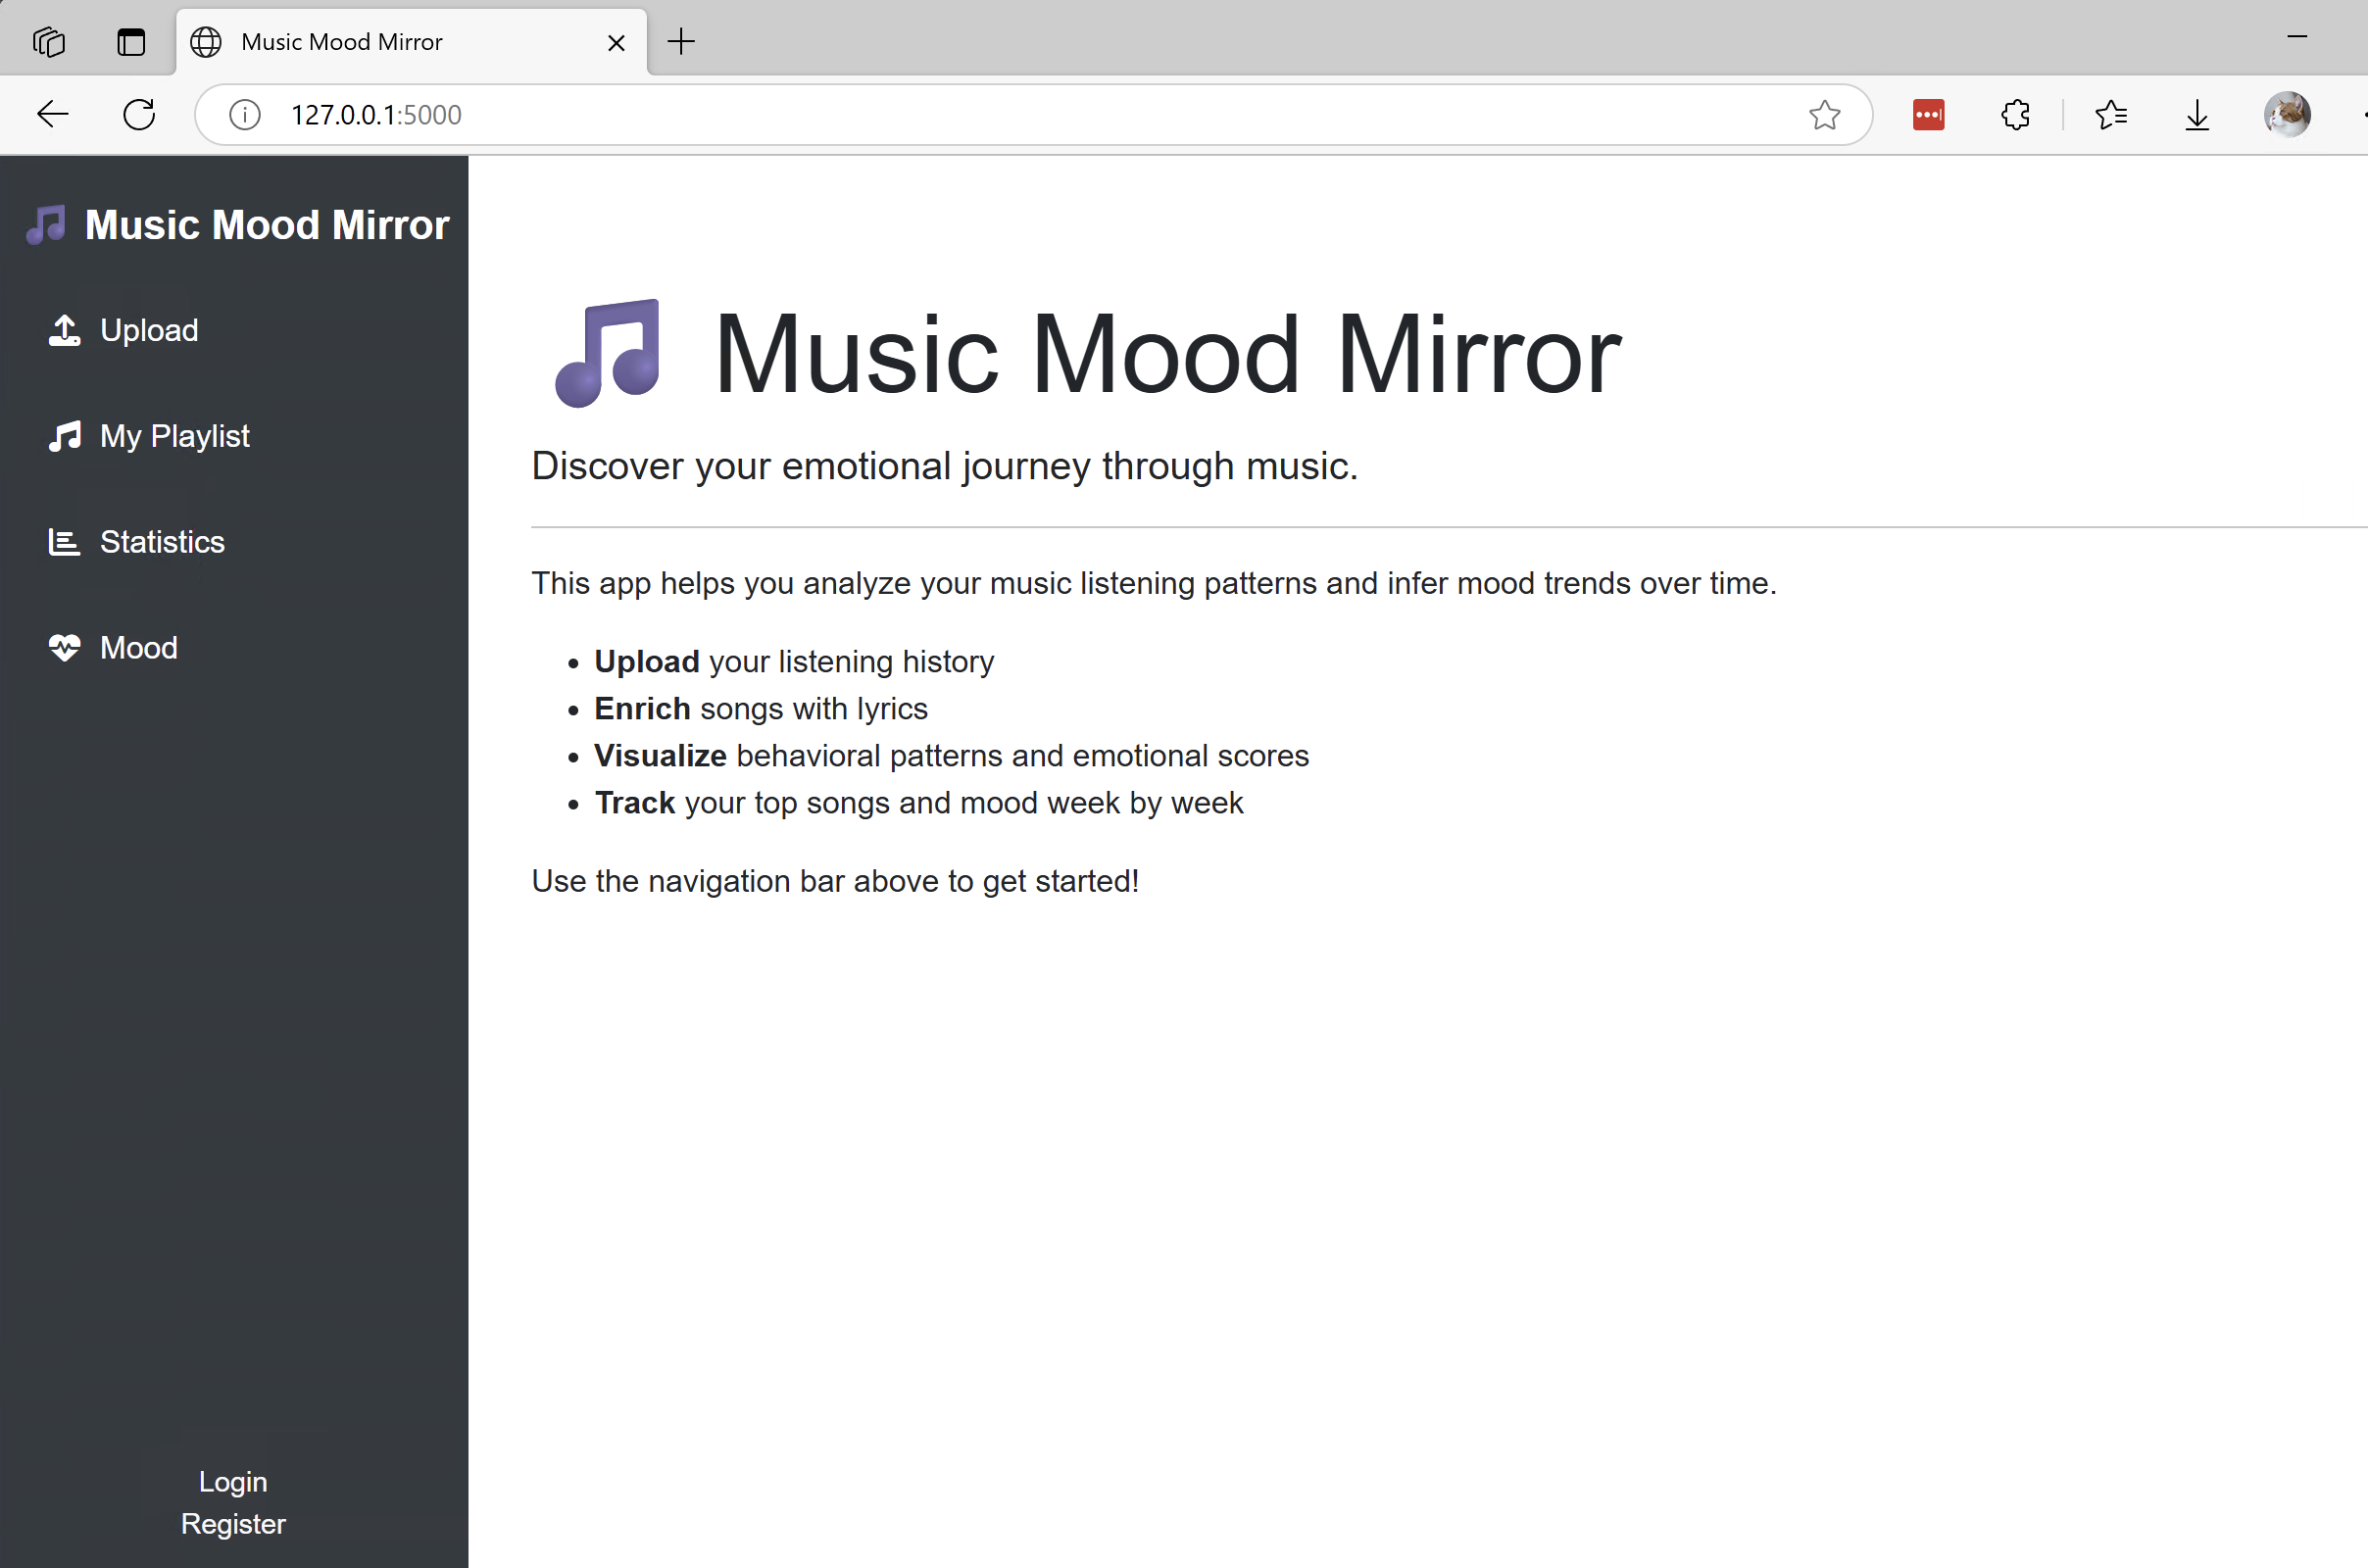 Music Mood Mirror
127.0.0.1:5000
Music Mood Mirror
Upload
My Playlist
Statistics
Mood
Login
Register
Music Mood Mirror
Discover your emotional journey through music.
This app helps you analyze your music listening patterns and infer mood trends over time.
• Upload your listening history
• Enrich songs with lyrics
• Visualize behavioral patterns and emotional scores
• Track your top songs and mood week by week
Use the navigation bar above to get started!